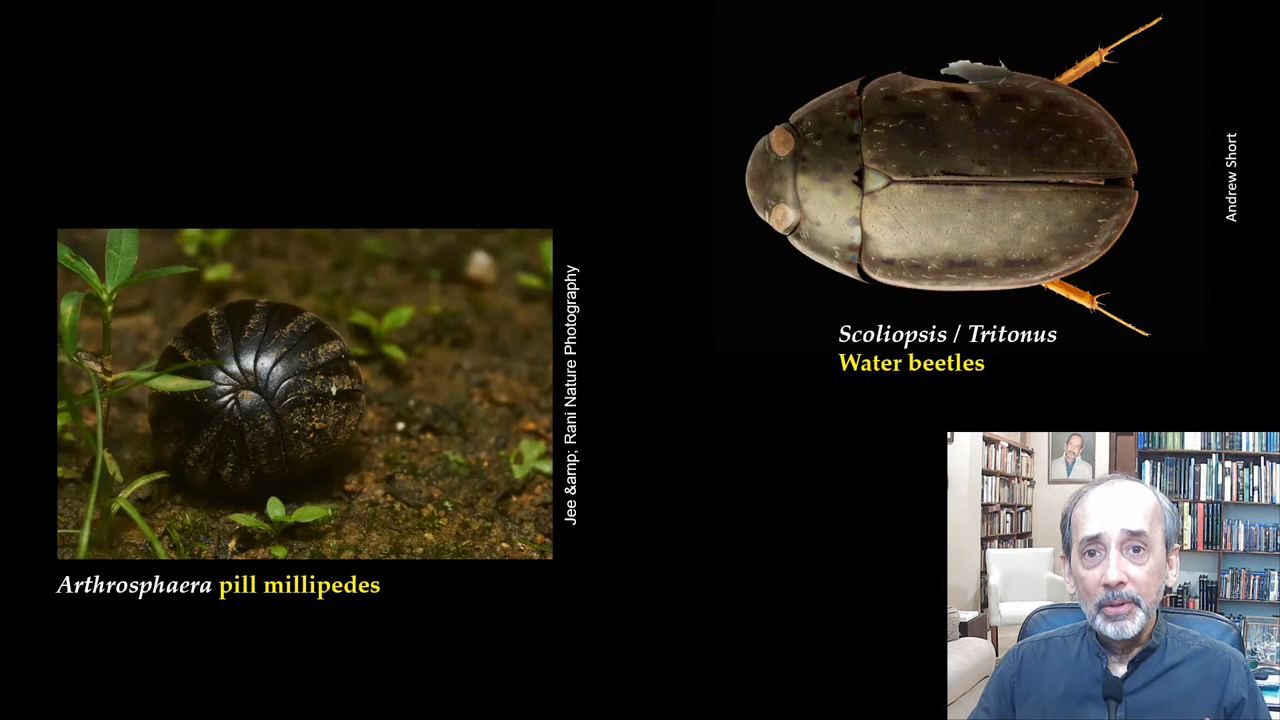 Andrew Short
Scoliopsis / Tritonus
Water beetles
Jee &amp; Rani Nature Photography
Arthrosphaera pill millipedes